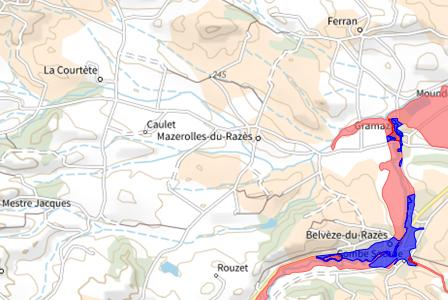 Ferran
La Courtète
245
Caulet
Mazerolles-du-Razès
Mestre Jacques
Belvèze-du-Razès
Rouzet